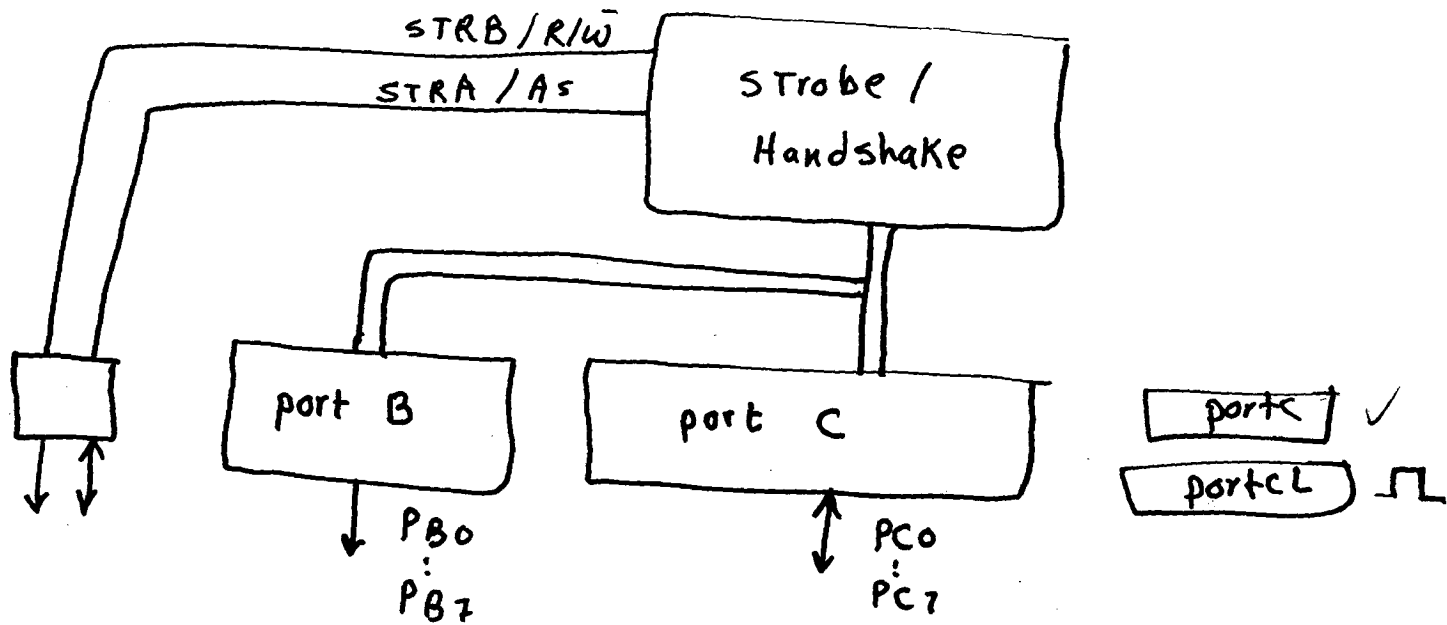 STRB / R/W̄
STRA / AS
STrobe /
Handshake
port B
port C
portC ✓
portCL
PB0
⋮
PB7
PC0
⋮
PC7